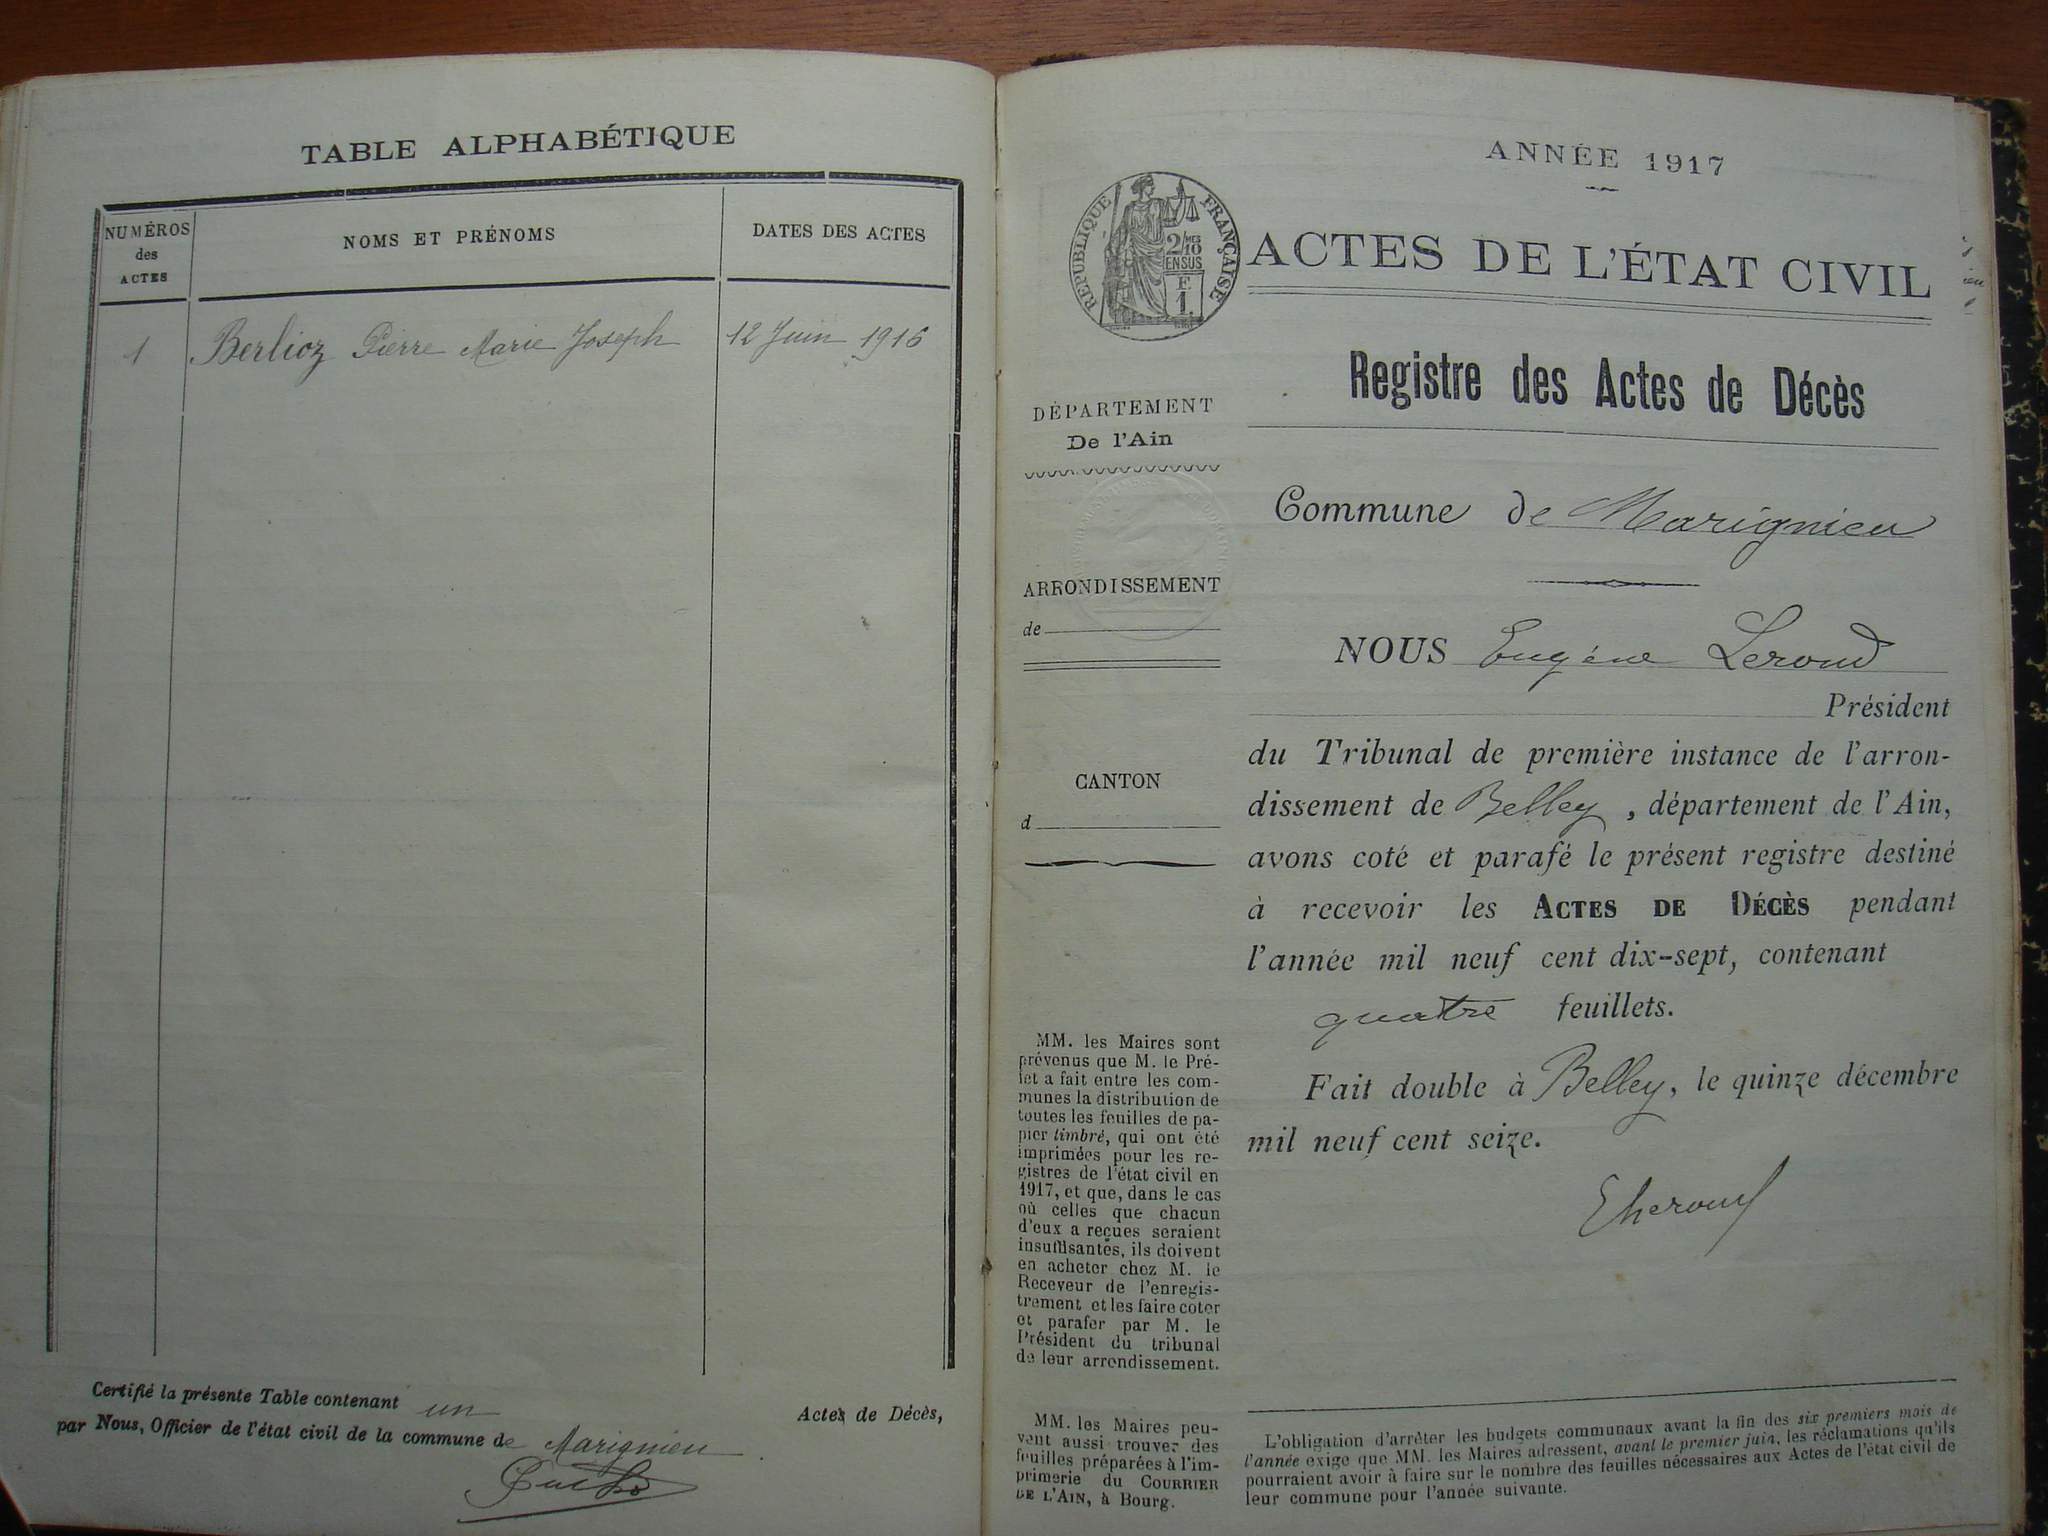 TABLE ALPHABÉTIQUE
NUMÉROS
des
ACTES
NOMS ET PRÉNOMS
DATES DES ACTES
1
Berlioz Pierre Marie Joseph
12 Juin 1916
Certifié la présente Table contenant un Actes de Décès,
par Nous, Officier de l'état civil de la commune de Marignieu
ANNÉE 1917
RÉPUBLIQUE FRANÇAISE
2/10 MES
EN SUS
F.
1.
ACTES DE L'ÉTAT CIVIL
Registre des Actes de Décès
DÉPARTEMENT
De l'Ain
Commune de Marignieu
ARRONDISSEMENT
de
NOUS Eugène Lerond
Président
du Tribunal de première instance de l'arron-
dissement de Belley, département de l'Ain,
avons coté et parafé le présent registre destiné
à recevoir les ACTES DE DÉCÈS pendant
l'année mil neuf cent dix-sept, contenant
quatre feuillets.
Fait double à Belley, le quinze décembre
mil neuf cent seize.
CANTON
d
MM. les Maires sont
prévenus que M. le Pré-
fet a fait entre les com-
munes la distribution de
toutes les feuilles de pa-
pier timbré, qui ont été
imprimées pour les re-
gistres de l'état civil en
1917, et que, dans le cas
où celles que chacun
d'eux a reçues seraient
insuffisantes, ils doivent
en acheter chez M. le
Receveur de l'enregis-
trement et les faire coter
et parafer par M. le
Président du tribunal
de leur arrondissement.
MM. les Maires peu-
vent aussi trouver des
feuilles préparées à l'im-
primerie du COURRIER
DE L'AIN, à Bourg.
L'obligation d'arrêter les budgets communaux avant la fin des six premiers mois de
l'année exige que MM. les Maires adressent, avant le premier juin, les réclamations qu'ils
pourraient avoir à faire sur le nombre des feuilles nécessaires aux Actes de l'état civil de
leur commune pour l'année suivante.